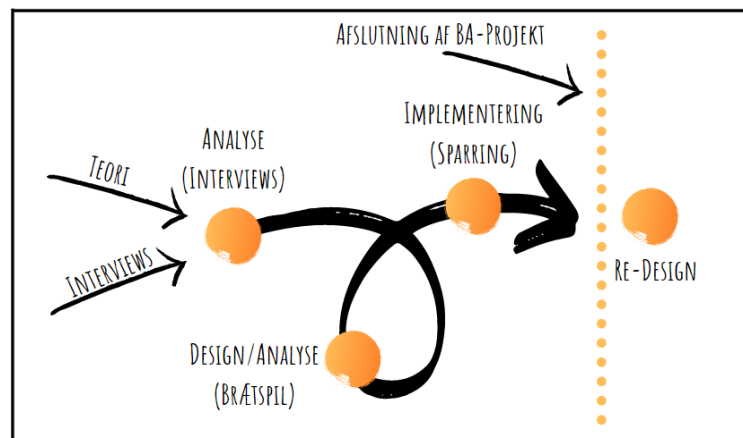 Afslutning af BA-Projekt
Implementering
(Sparring)
Analyse
(Interviews)
Teori
Interviews
Re-Design
Design/Analyse
(Brætspil)